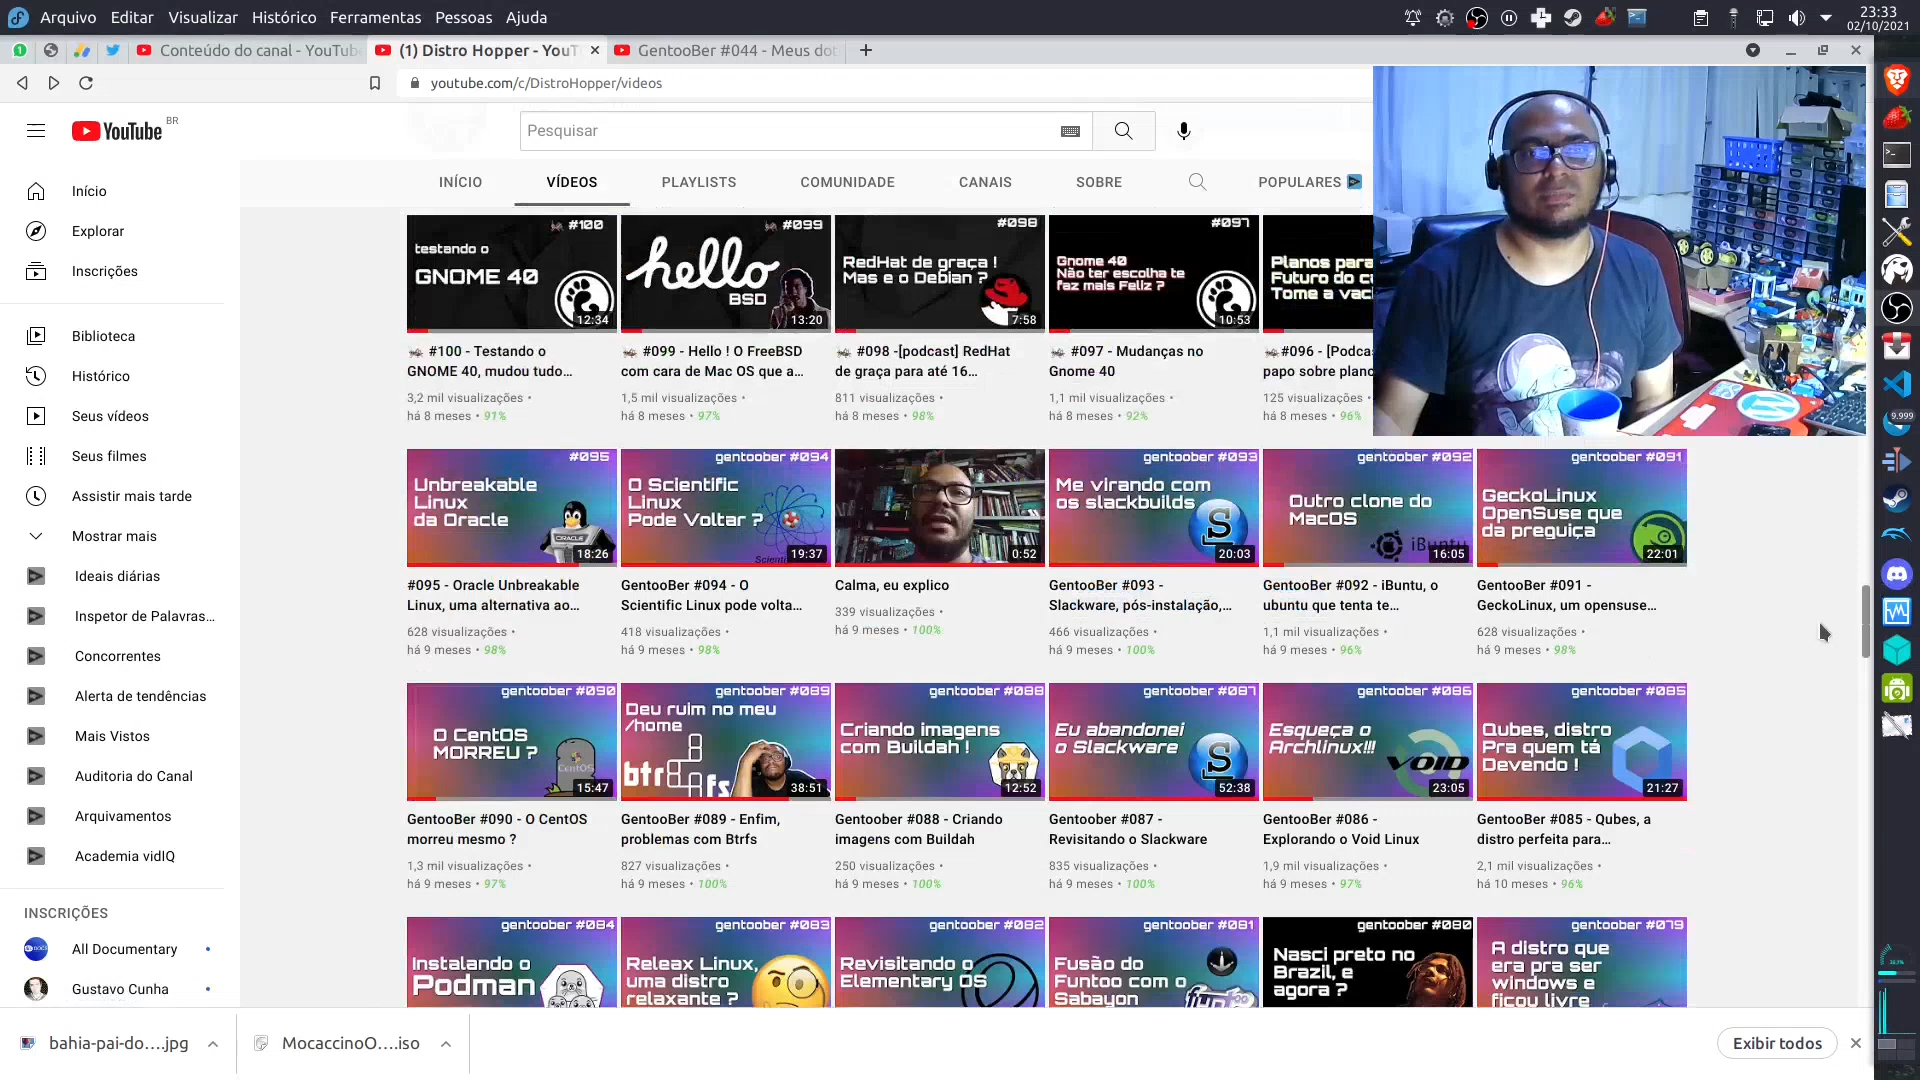 Arquivo Editar Visualizar Histórico Ferramentas Pessoas Ajuda
23:33
02/10/2021
Conteúdo do canal - YouTube
(1) Distro Hopper - YouT
GentooBer #044 - Meus dot
youtube.com/c/DistroHopper/videos
YouTube BR
Pesquisar
INÍCIO VÍDEOS PLAYLISTS COMUNIDADE CANAIS SOBRE POPULARES
Início
Explorar
Inscrições
Biblioteca
Histórico
Seus vídeos
Seus filmes
Assistir mais tarde
Mostrar mais
Ideais diárias
Inspetor de Palavras...
Concorrentes
Alerta de tendências
Mais Vistos
Auditoria do Canal
Arquivamentos
Academia vidIQ
INSCRIÇÕES
All Documentary
Gustavo Cunha
#100
testando o
GNOME 40
12:34
#100 - Testando o
GNOME 40, mudou tudo...
3,2 mil visualizações •
há 8 meses • 91%
#099
hello
BSD
13:20
#099 - Hello ! O FreeBSD
com cara de Mac OS que a...
1,5 mil visualizações •
há 8 meses • 97%
#098
RedHat de graça !
Mas e o Debian ?
7:58
#098 -[podcast] RedHat
de graça para até 16...
811 visualizações •
há 8 meses • 98%
#097
Gnome 40
Não ter escolha te
faz mais Feliz ?
10:53
#097 - Mudanças no
Gnome 40
1,1 mil visualizações •
há 8 meses • 92%
Planos para
Futuro do c
Tome a vac
#096 - [Podca
papo sobre plano
125 visualizações •
há 8 meses • 96%
#095
Unbreakable
Linux
da Oracle
ORACLE
18:26
#095 - Oracle Unbreakable
Linux, uma alternativa ao...
628 visualizações •
há 9 meses • 98%
gentoober #094
O Scientific
Linux
Pode Voltar ?
19:37
GentooBer #094 - O
Scientific Linux pode volta...
418 visualizações •
há 9 meses • 98%
0:52
Calma, eu explico
339 visualizações •
há 9 meses • 100%
gentoober #093
Me virando com
os slackbuilds
S
20:03
GentooBer #093 -
Slackware, pós-instalação,...
466 visualizações •
há 9 meses • 100%
gentoober #092
Outro clone do
MacOS
iBuntu
16:05
GentooBer #092 - iBuntu, o
ubuntu que tenta te...
1,1 mil visualizações •
há 9 meses • 96%
gentoober #091
GeckoLinux
OpenSuse que
da preguiça
22:01
GentooBer #091 -
GeckoLinux, um opensuse...
628 visualizações •
há 9 meses • 98%
gentoober #090
O CentOS
MORREU ?
CentOS
15:47
GentooBer #090 - O CentOS
morreu mesmo ?
1,3 mil visualizações •
há 9 meses • 97%
gentoober #089
Deu ruim no meu
/home
btr fs
38:51
GentooBer #089 - Enfim,
problemas com Btrfs
827 visualizações •
há 9 meses • 100%
gentoober #088
Criando imagens
com Buildah !
12:52
Gentoober #088 - Criando
imagens com Buildah
250 visualizações •
há 9 meses • 100%
gentoober #087
Eu abandonei
o Slackware
S
52:38
Gentoober #087 -
Revisitando o Slackware
835 visualizações •
há 9 meses • 100%
gentoober #086
Esqueça o
Archlinux!!!
VOID
23:05
GentooBer #086 -
Explorando o Void Linux
1,9 mil visualizações •
há 9 meses • 97%
gentoober #085
Qubes, distro
Pra quem tá
Devendo !
21:27
GentooBer #085 - Qubes, a
distro perfeita para...
2,1 mil visualizações •
há 10 meses • 96%
gentoober #084
Instalando o
Podman
gentoober #083
Releax Linux,
uma distro
relaxante ?
gentoober #082
Revisitando o
Elementary OS
gentoober #081
Fusão do
Funtoo com o
Sabayon
gentoober #080
Nasci preto no
Brazil, e
agora ?
gentoober #079
A distro que
era pra ser
windows e
ficou livre
9.999
bahia-pai-do-....jpg
MocaccinoO....iso
Exibir todos